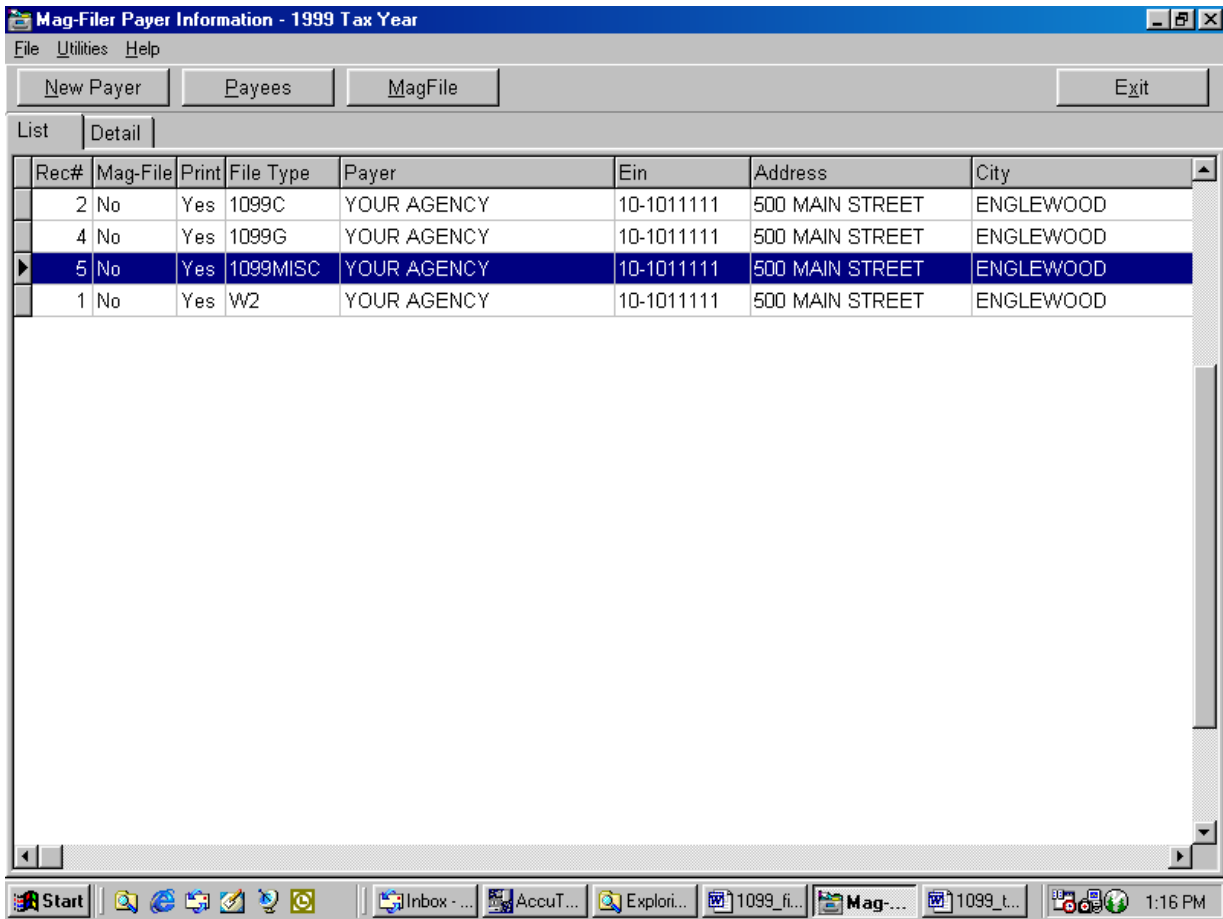 Mag-Filer Payer Information - 1999 Tax Year
File Utilities Help
New Payer Payees MagFile Exit
List Detail
Rec# Mag-File Print File Type Payer Ein Address City
2 No Yes 1099C YOUR AGENCY 10-1011111 500 MAIN STREET ENGLEWOOD
4 No Yes 1099G YOUR AGENCY 10-1011111 500 MAIN STREET ENGLEWOOD
5 No Yes 1099MISC YOUR AGENCY 10-1011111 500 MAIN STREET ENGLEWOOD
1 No Yes W2 YOUR AGENCY 10-1011111 500 MAIN STREET ENGLEWOOD
Start Inbox - ... AccuT... Explori... 1099_fi... Mag-... 1099_t... 1:16 PM